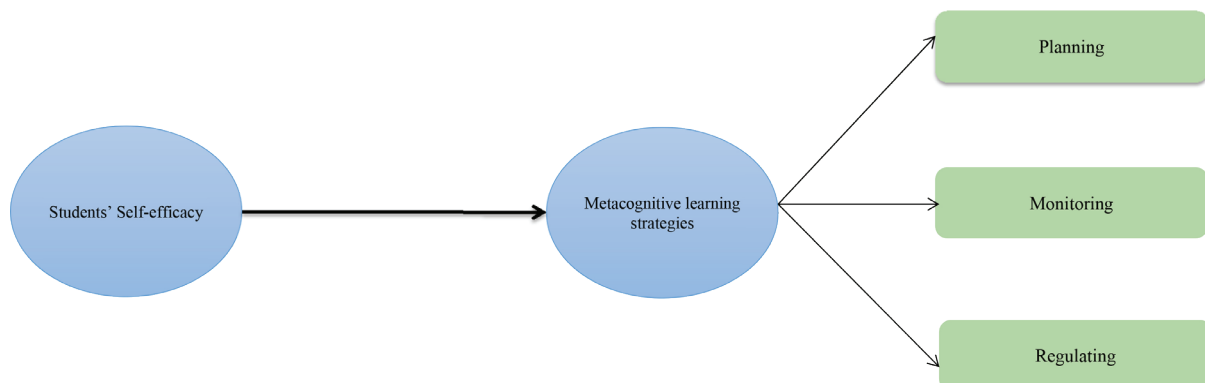 Planning
Students’ Self-efficacy
Metacognitive learning
strategies
Monitoring
Regulating